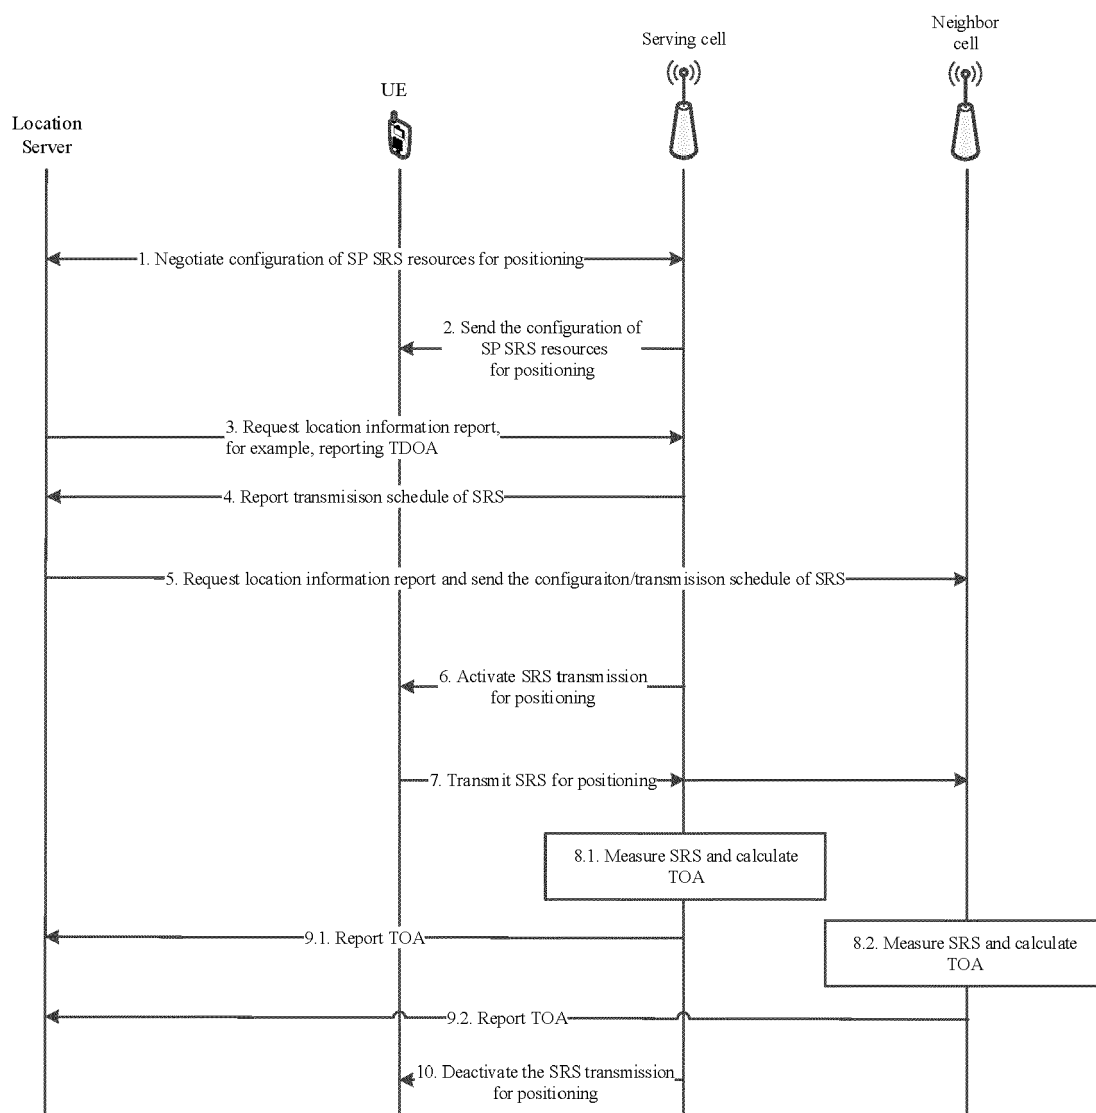 Neighbor
cell
Serving cell
UE
Location
Server
1. Negotiate configuration of SP SRS resources for positioning
2. Send the configuration of
SP SRS resources
for positioning
3. Request location information report,
for example, reporting TDOA
4. Report transmisison schedule of SRS
5. Request location information report and send the configuraiton/transmisison schedule of SRS
6. Activate SRS transmission
for positioning
7. Transmit SRS for positioning
8.1. Measure SRS and calculate
TOA
9.1. Report TOA
8.2. Measure SRS and calculate
TOA
9.2. Report TOA
10. Deactivate the SRS transmission
for positioning